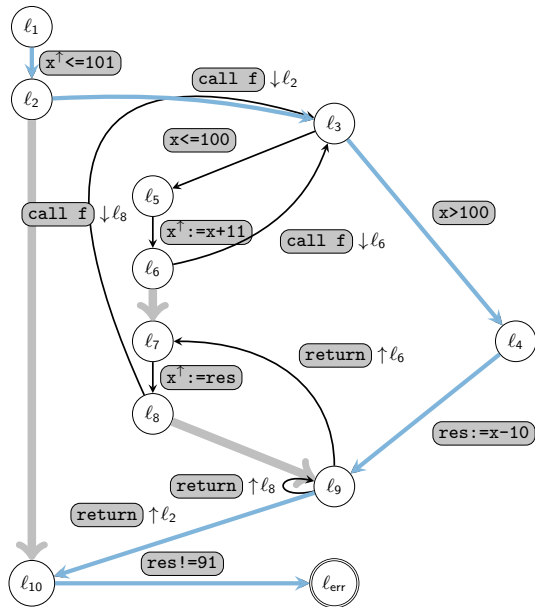 ℓ1
x↑<=101
ℓ2
call f ↓ℓ2
ℓ3
x<=100
ℓ5
x>100
call f ↓ℓ8
x↑:=x+11
call f ↓ℓ6
ℓ6
ℓ7
ℓ4
return ↑ℓ6
x↑:=res
ℓ8
res:=x-10
return ↑ℓ8
ℓ9
return ↑ℓ2
res!=91
ℓ10
ℓerr